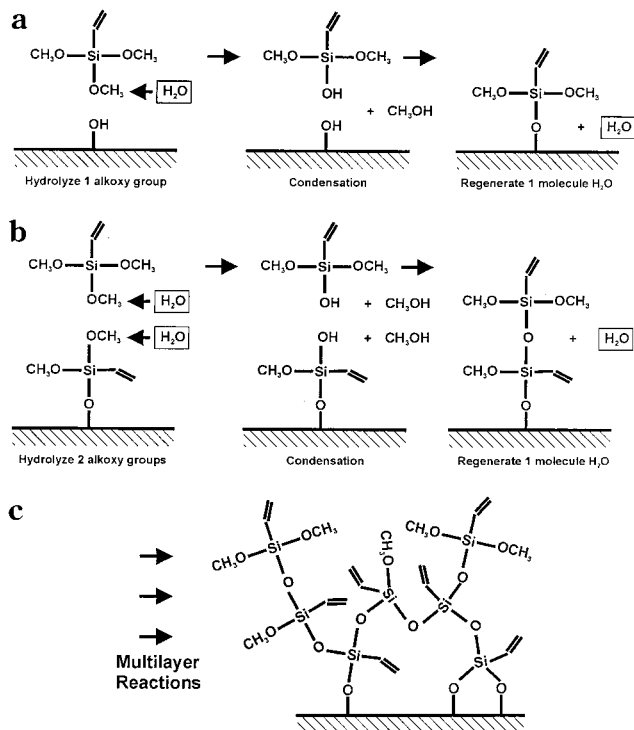 a
CH₃O Si OCH₃ CH₃O Si OCH₃
OCH₃ H₂O OH CH₃O Si OCH₃
+ CH₃OH
OH OH O + H₂O
Hydrolyze 1 alkoxy group Condensation Regenerate 1 molecule H₂O
b
CH₃O Si OCH₃ CH₃O Si OCH₃
OCH₃ H₂O OH + CH₃OH CH₃O Si OCH₃
OCH₃ H₂O OH + CH₃OH O + H₂O
CH₃O Si CH₃O Si CH₃O Si
O O O
Hydrolyze 2 alkoxy groups Condensation Regenerate 1 molecule H₂O
c
CH₃O Si OCH₃ CH₃O CH₃O Si OCH₃
O Si Si O
CH₃O Si O O O
O Si Si
Multilayer
Reactions
O O O